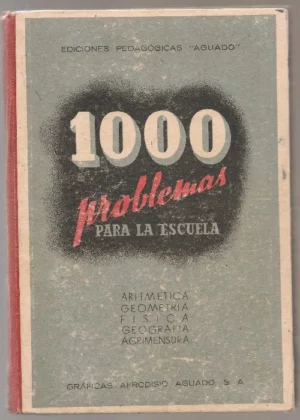 EDICIONES PEDAGÓGICAS "AGUADO"
1000
problemas
PARA LA ESCUELA
ARITMÉTICA
GEOMETRÍA
FÍSICA
GEOGRAFÍA
AGRIMENSURA
GRÁFICAS AFRODISIO AGUADO, S. A.